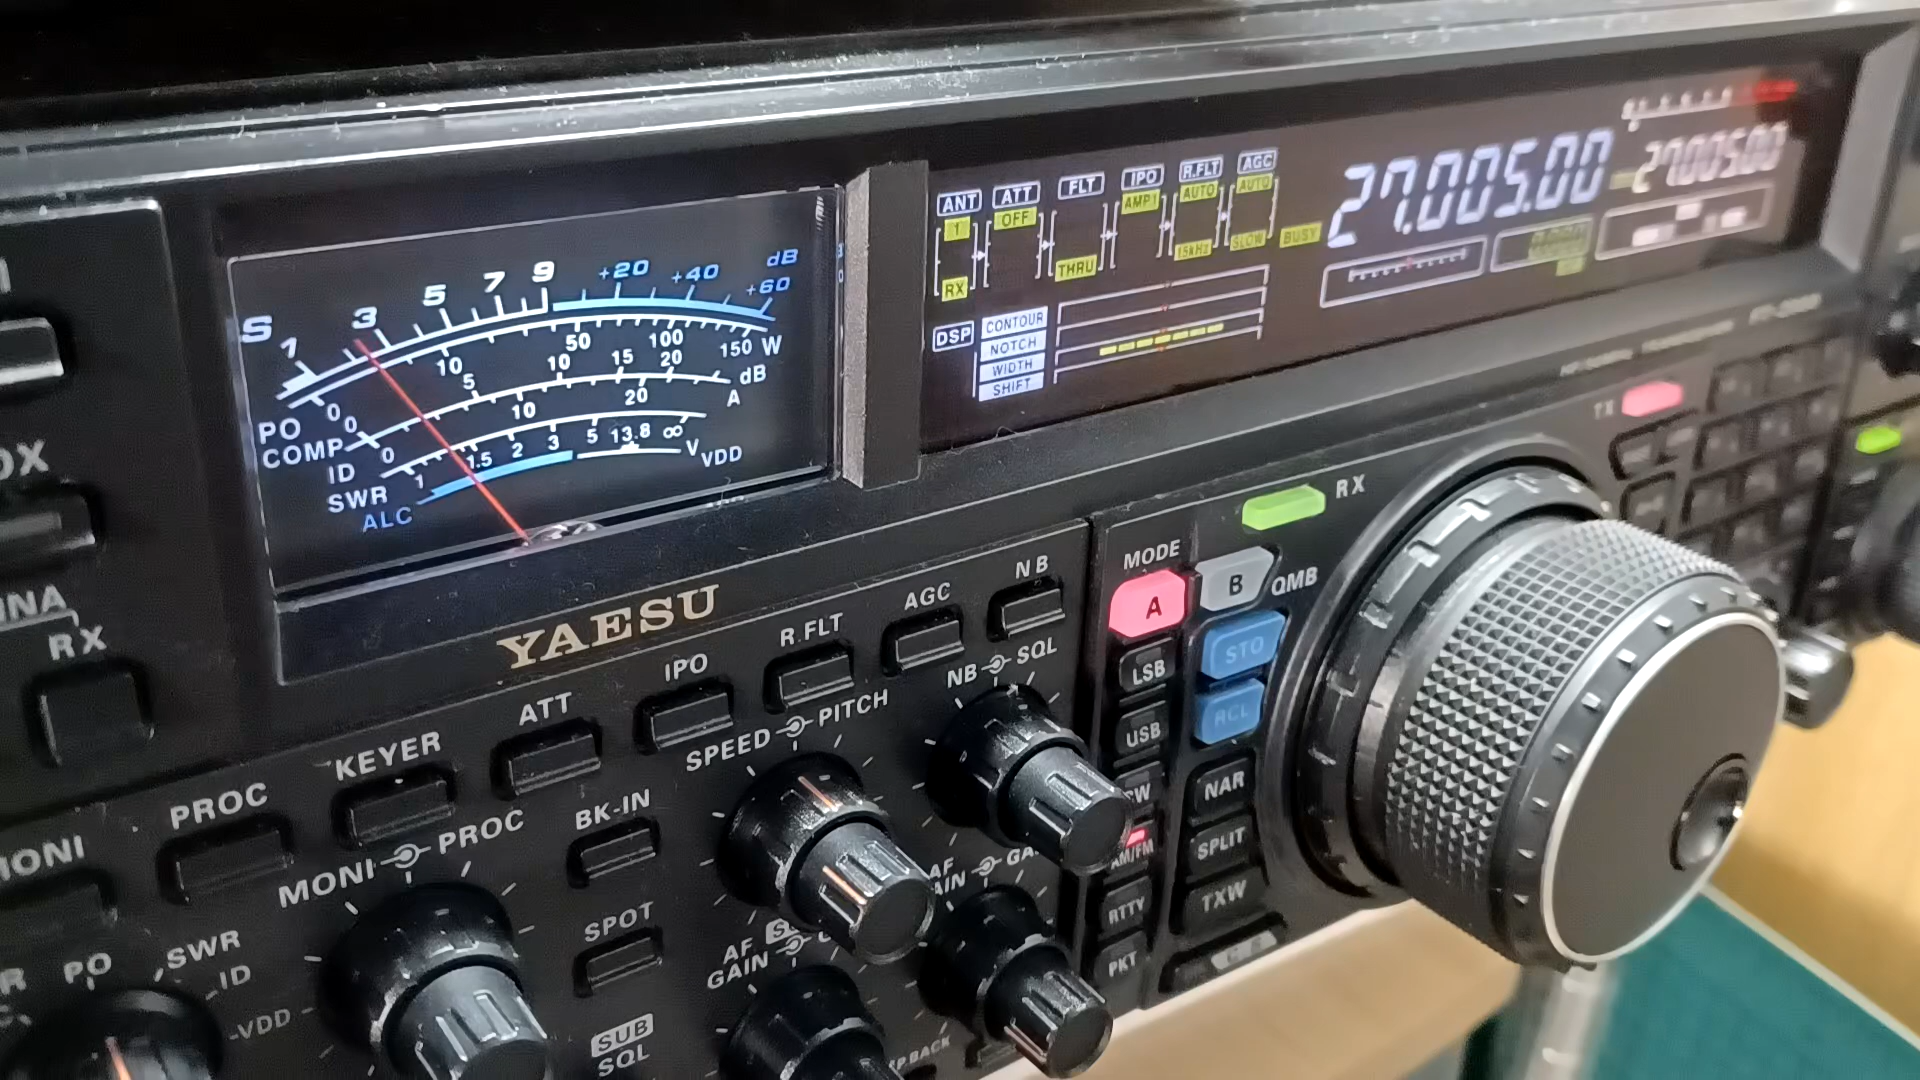 S 1 3 5 7 9 +20 +40 +60 dB
0 10 50 100 150 W
PO
0 5 10 15 20 dB
COMP
0 10 20 A
ID
1 1.5 2 3 5 ∞
SWR
13.8 V VDD
ALC
ANT ATT FLT IPO R.FLT AGC
1 OFF AMP1 AUTO AUTO
RX THRU 15kHz SLOW BUSY
27.005.00
27.005.00
DSP CONTOUR
NOTCH
WIDTH
SHIFT
TX
RX
YAESU
MODE
A B QMB
LSB STO
USB RCL
NAR
AM/FM SPLIT
RTTY TXW
PKT
RX
PROC KEYER ATT IPO R.FLT AGC NB
NB SQL
SPEED PITCH
MONI PROC BK-IN
SPOT
AF GAIN
SWR
PO ID
VDD
SUB
SQL